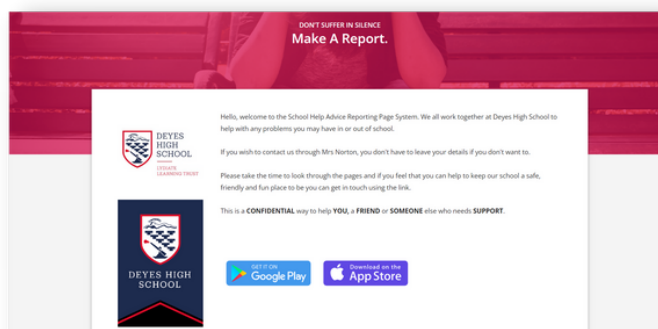 DON'T SUFFER IN SILENCE
Make A Report.
Hello, welcome to the School Help Advice Reporting Page System. We all work together at Deyes High School to
help with any problems you may have in or out of school.
If you wish to contact us through Mrs Norton, you don't have to leave your details if you don't want to.
Please take the time to look through the pages and if you feel that you can help to keep our school a safe,
friendly and fun place to be you can get in touch using the link.
This is a CONFIDENTIAL way to help YOU, a FRIEND or SOMEONE else who needs SUPPORT.
DEYES
HIGH
SCHOOL
LYDIATE
LEARNING TRUST
DEYES HIGH
SCHOOL
GET IT ON
Google Play
Download on the
App Store